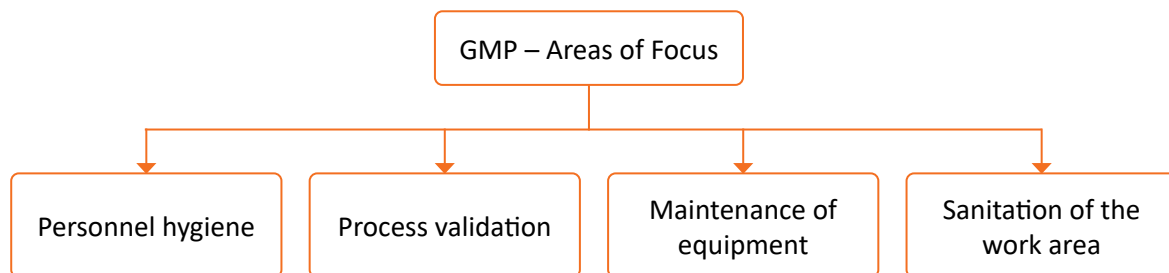 GMP – Areas of Focus
Personnel hygiene
Process validation
Maintenance of
equipment
Sanitation of the
work area